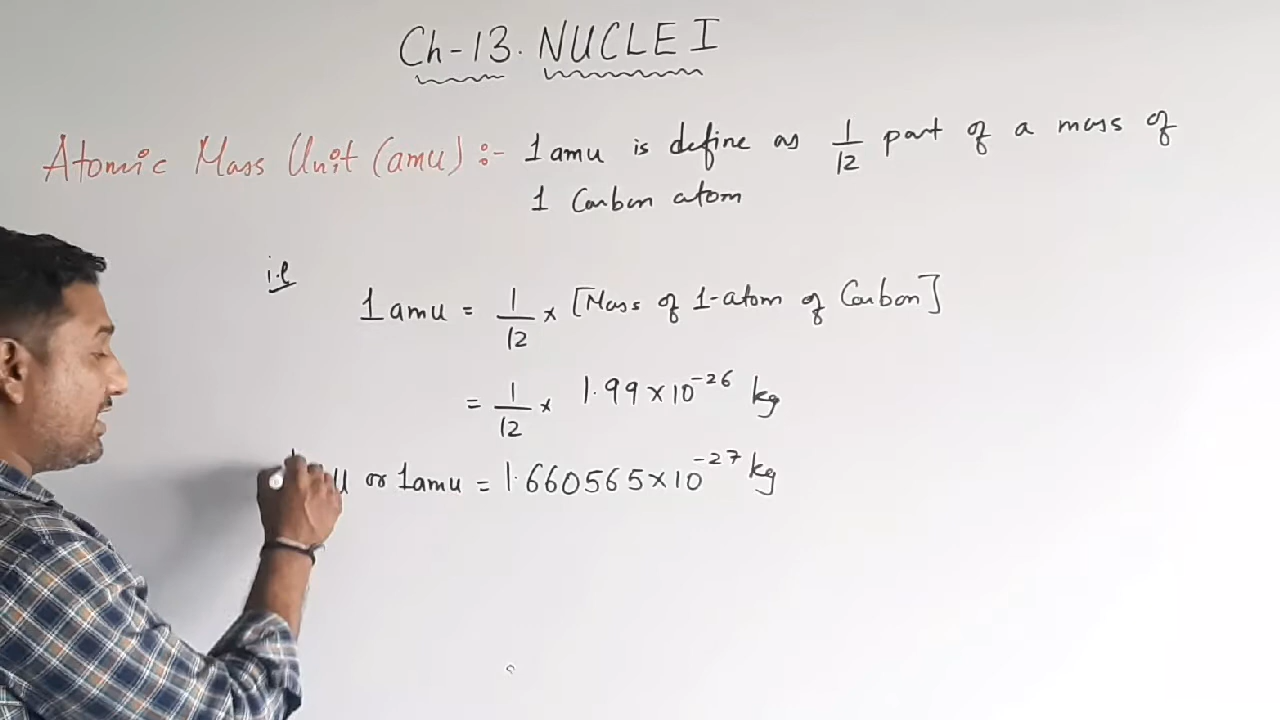 Ch-13. NUCLEI
Atomic Mass Unit (amu) :- 1 amu is define as 1/12 part of a mass of
1 Carbon atom
i.e
1 amu = 1/12 × [Mass of 1-atom of Carbon]
= 1/12 × 1.99 × 10^-26 kg
u or 1amu = 1.660565 × 10^-27 kg